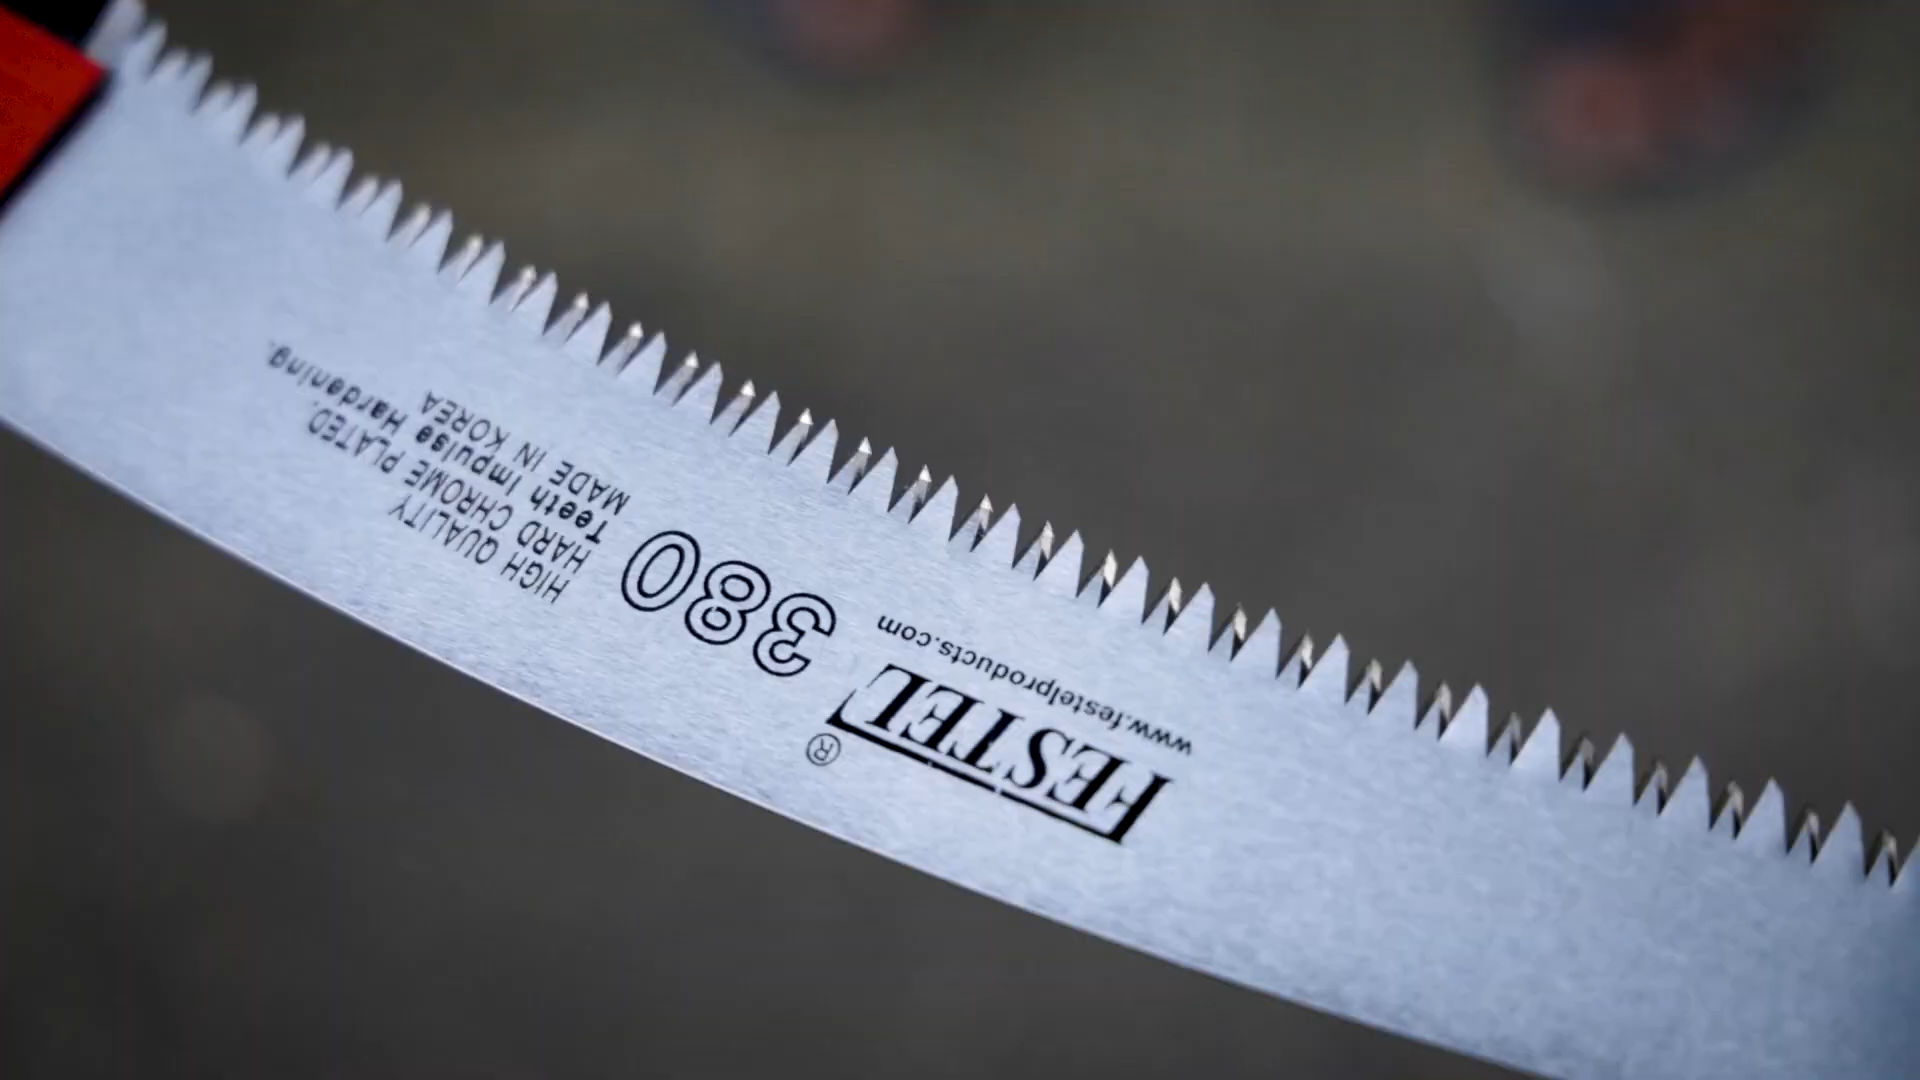 FESTEL®
www.festelproducts.com
380
HIGH QUALITY
HARD CHROME PLATED.
Teeth Impulse Hardening.
MADE IN KOREA